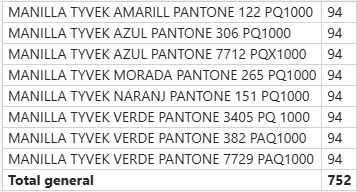 MANILLA TYVEK AMARILL PANTONE 122 PQ1000 94
MANILLA TYVEK AZUL PANTONE 306 PQ1000 94
MANILLA TYVEK AZUL PANTONE 7712 PQX1000 94
MANILLA TYVEK MORADA PANTONE 265 PQ1000 94
MANILLA TYVEK NARANJ PANTONE 151 PQ1000 94
MANILLA TYVEK VERDE PANTONE 3405 PQ 1000 94
MANILLA TYVEK VERDE PANTONE 382 PAQ1000 94
MANILLA TYVEK VERDE PANTONE 7729 PAQ1000 94
Total general 752